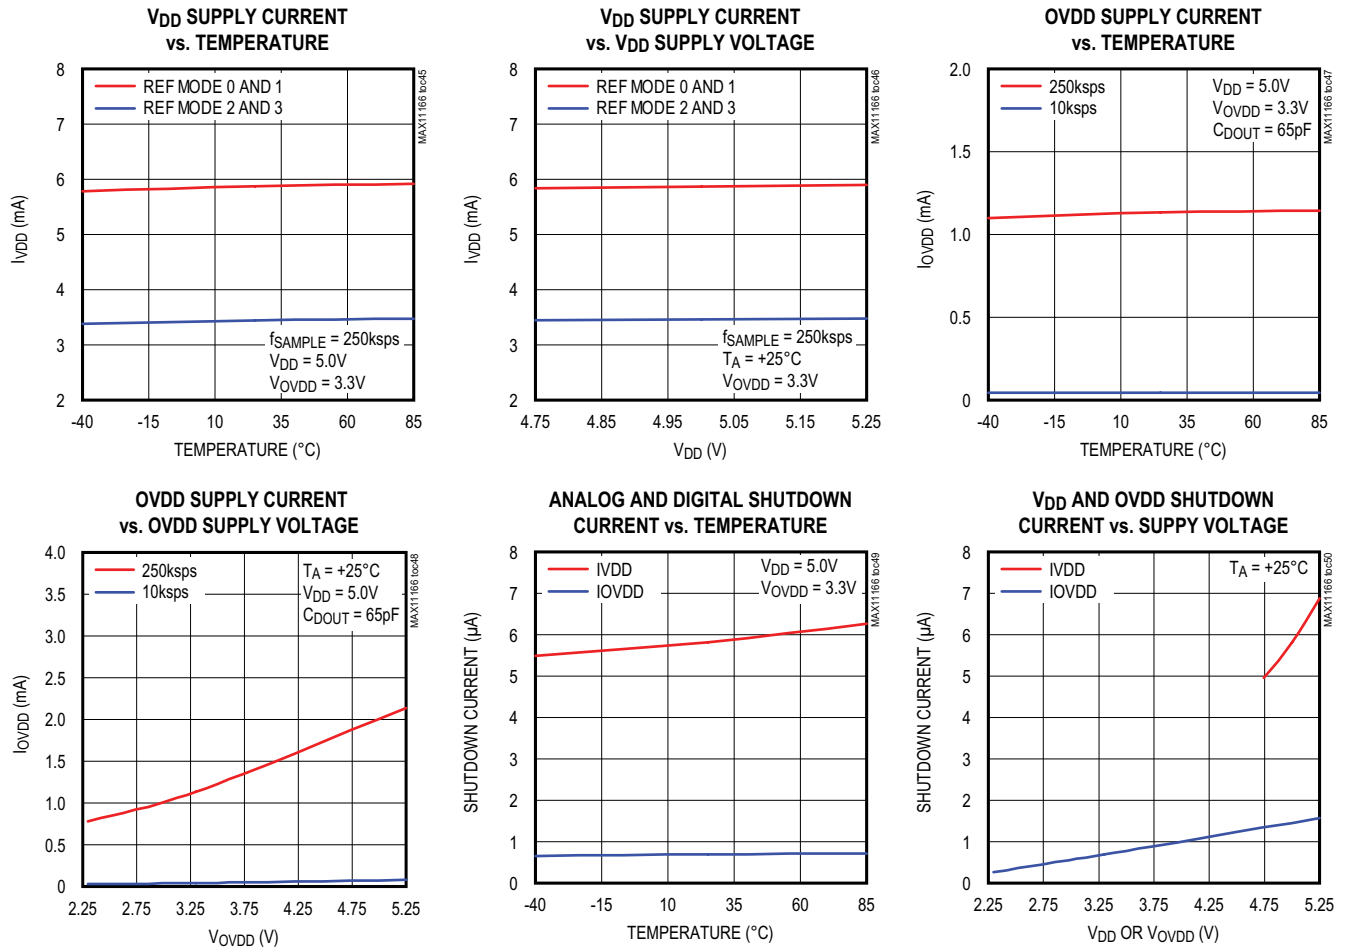 VDD SUPPLY CURRENT
vs. TEMPERATURE
8
7
6
5
4
3
2
IVDD (mA)
REF MODE 0 AND 1
REF MODE 2 AND 3
fSAMPLE = 250ksps
VDD = 5.0V
VOVDD = 3.3V
MAX11166 toc45
-40 -15 10 35 60 85
TEMPERATURE (°C)
VDD SUPPLY CURRENT
vs. VDD SUPPLY VOLTAGE
8
7
6
5
4
3
2
IVDD (mA)
REF MODE 0 AND 1
REF MODE 2 AND 3
fSAMPLE = 250ksps
TA = +25°C
VOVDD = 3.3V
MAX11166 toc46
4.75 4.85 4.95 5.05 5.15 5.25
VDD (V)
OVDD SUPPLY CURRENT
vs. TEMPERATURE
2.0
1.5
1.0
0.5
0
IOVDD (mA)
250ksps
10ksps
VDD = 5.0V
VOVDD = 3.3V
CDOUT = 65pF
MAX11166 toc47
-40 -15 10 35 60 85
TEMPERATURE (°C)
OVDD SUPPLY CURRENT
vs. OVDD SUPPLY VOLTAGE
4.0
3.5
3.0
2.5
2.0
1.5
1.0
0.5
0
IOVDD (mA)
250ksps
10ksps
TA = +25°C
VDD = 5.0V
CDOUT = 65pF
MAX11166 toc48
2.25 2.75 3.25 3.75 4.25 4.75 5.25
VOVDD (V)
ANALOG AND DIGITAL SHUTDOWN
CURRENT vs. TEMPERATURE
8
7
6
5
4
3
2
1
0
SHUTDOWN CURRENT (µA)
IVDD
IOVDD
VDD = 5.0V
VOVDD = 3.3V
MAX11166 toc49
-40 -15 10 35 60 85
TEMPERATURE (°C)
VDD AND OVDD SHUTDOWN
CURRENT vs. SUPPY VOLTAGE
8
7
6
5
4
3
2
1
0
SHUTDOWN CURRENT (µA)
IVDD
IOVDD
TA = +25°C
MAX11166 toc50
2.25 2.75 3.25 3.75 4.25 4.75 5.25
VDD OR VOVDD (V)